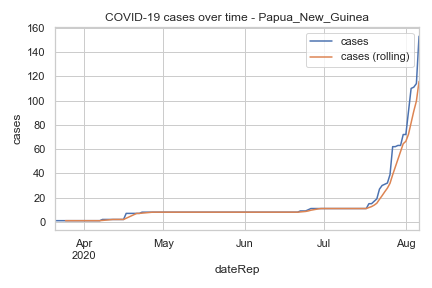 COVID-19 cases over time - Papua_New_Guinea
cases
cases (rolling)
160
140
120
100
80
60
40
20
0
cases
Apr
2020
May
Jun
Jul
Aug
dateRep